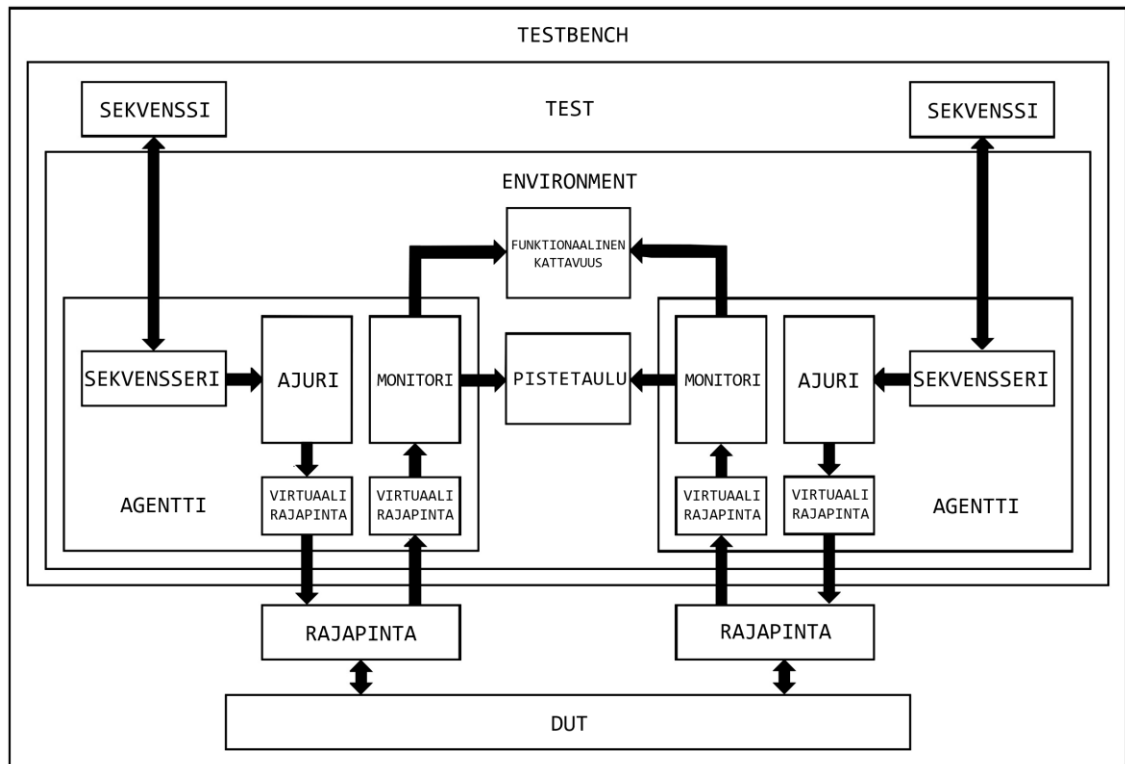 TESTBENCH
SEKVENSSI
TEST
SEKVENSSI
ENVIRONMENT
FUNKTIONAALINEN
KATTAVUUS
SEKVENSSERI
AJURI
MONITORI
PISTETAULU
MONITORI
AJURI
SEKVENSSERI
AGENTTI
VIRTUAALI
RAJAPINTA
VIRTUAALI
RAJAPINTA
VIRTUAALI
RAJAPINTA
VIRTUAALI
RAJAPINTA
AGENTTI
RAJAPINTA
RAJAPINTA
DUT